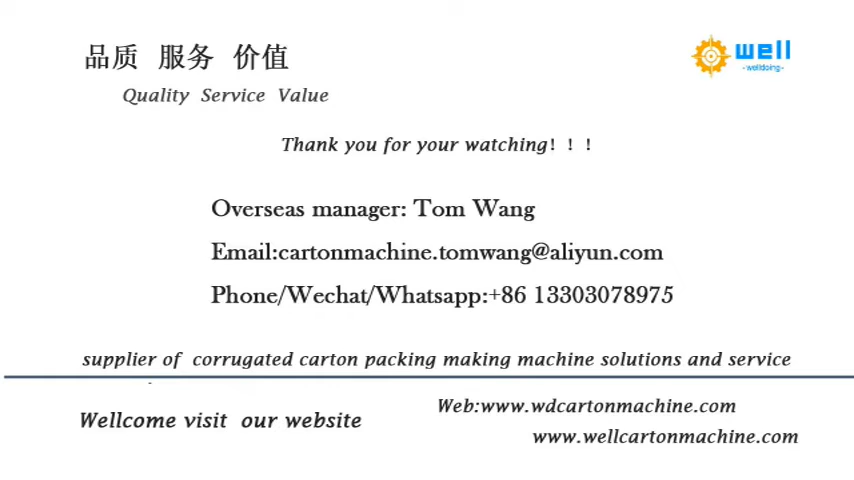 品质 服务 价值
well
Quality Service Value
-welldoing-
Thank you for your watching！！！
Overseas manager: Tom Wang
Email:cartonmachine.tomwang@aliyun.com
Phone/Wechat/Whatsapp:+86 13303078975
supplier of corrugated carton packing making machine solutions and service
Wellcome visit our website
Web:www.wdcartonmachine.com
www.wellcartonmachine.com